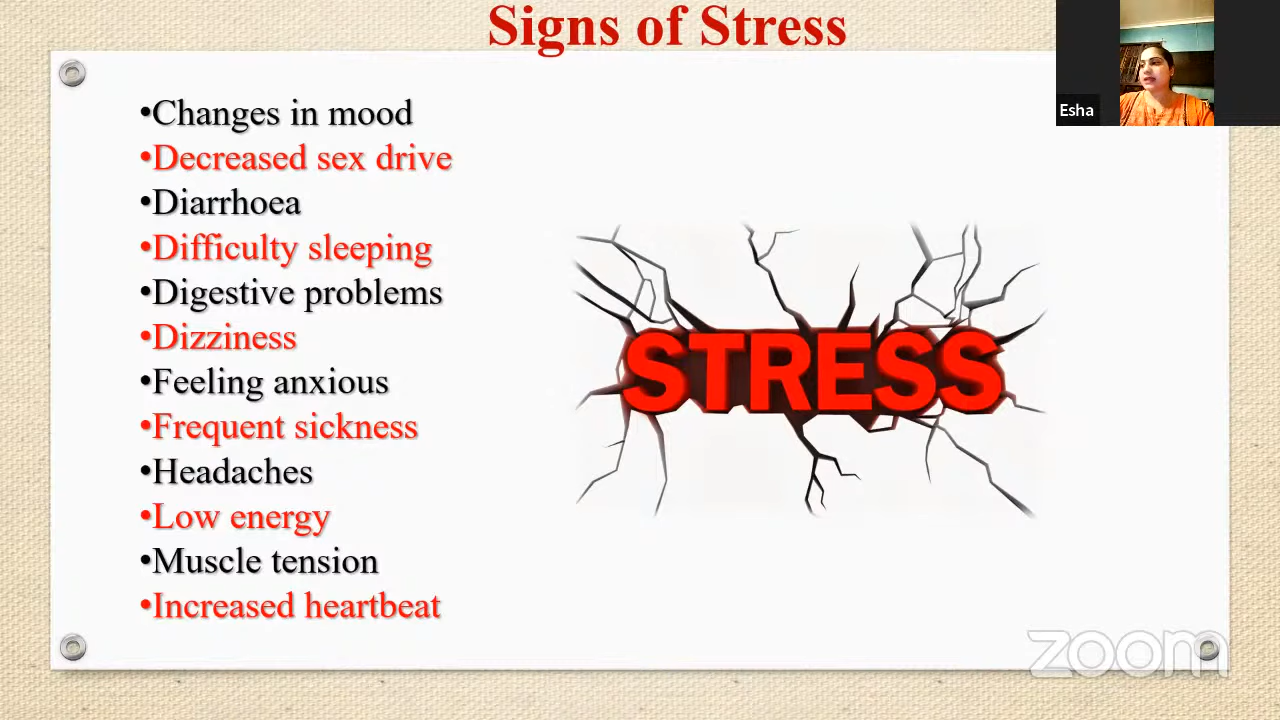 Signs of Stress
Esha
•Changes in mood
•Decreased sex drive
•Diarrhoea
•Difficulty sleeping
•Digestive problems
•Dizziness
•Feeling anxious
•Frequent sickness
•Headaches
•Low energy
•Muscle tension
•Increased heartbeat
STRESS
zoom